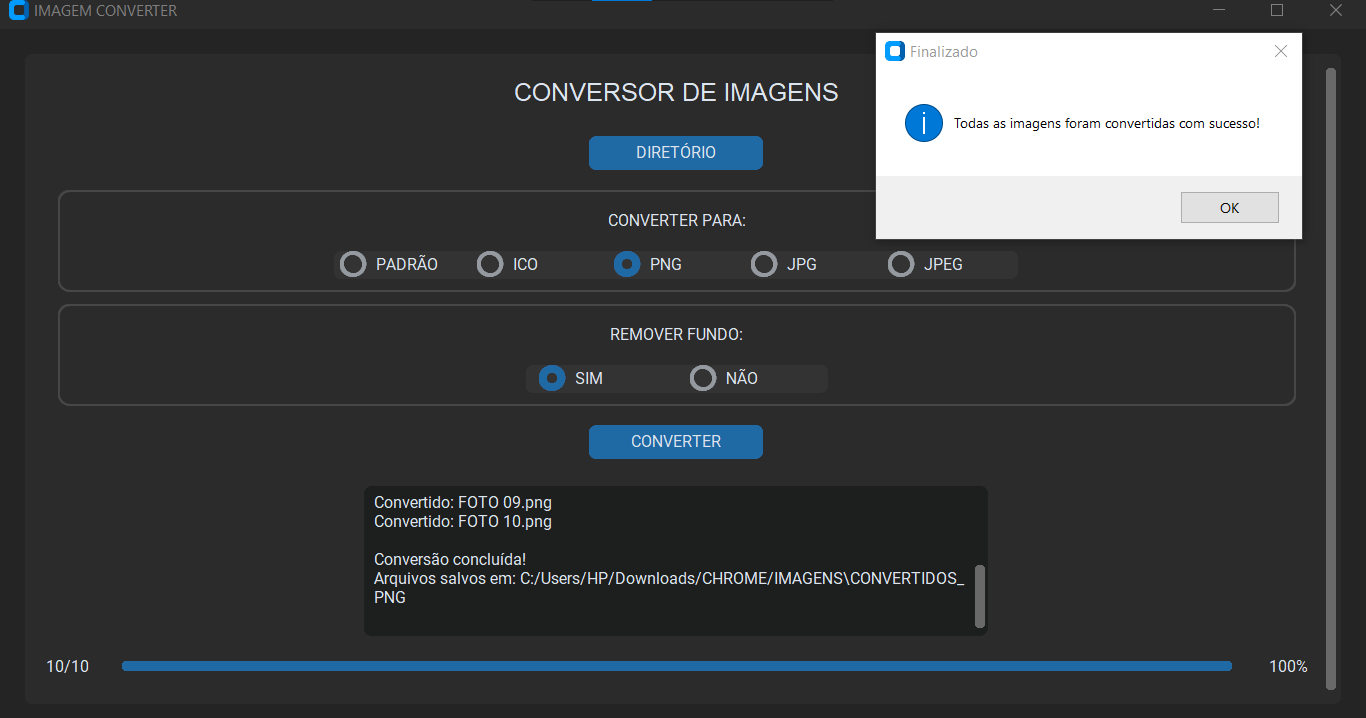 IMAGEM CONVERTER
Finalizado
Todas as imagens foram convertidas com sucesso!
OK
CONVERSOR DE IMAGENS
DIRETÓRIO
CONVERTER PARA:
PADRÃO ICO PNG JPG JPEG
REMOVER FUNDO:
SIM NÃO
CONVERTER
Convertido: FOTO 09.png
Convertido: FOTO 10.png
Conversão concluída!
Arquivos salvos em: C:/Users/HP/Downloads/CHROME/IMAGENS\CONVERTIDOS_
PNG
10/10 100%